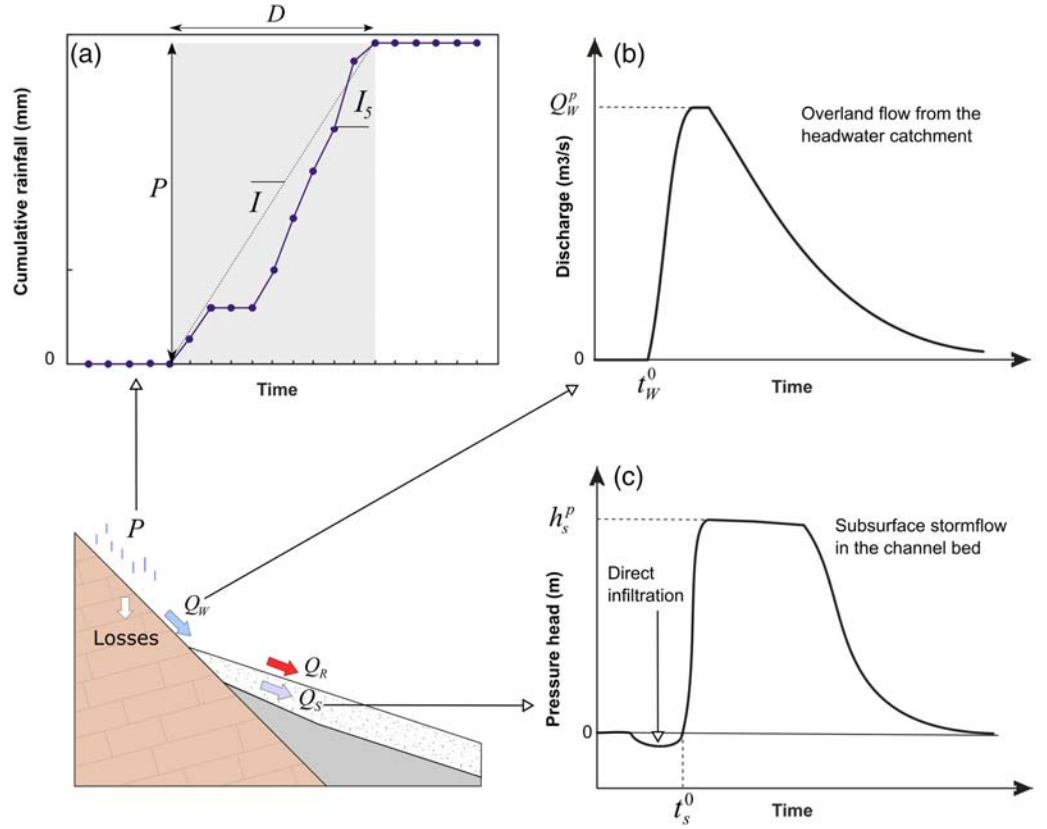 (a)
D
P
I
I₅
Cumulative rainfall (mm)
0
Time
(b)
Q_W^p
Overland flow from the
headwater catchment
Discharge (m3/s)
0
t_W^0
Time
P
Losses
Q_W
Q_R
Q_S
(c)
h_s^p
Subsurface stormflow
in the channel bed
Direct
infiltration
Pressure head (m)
0
t_s^0
Time